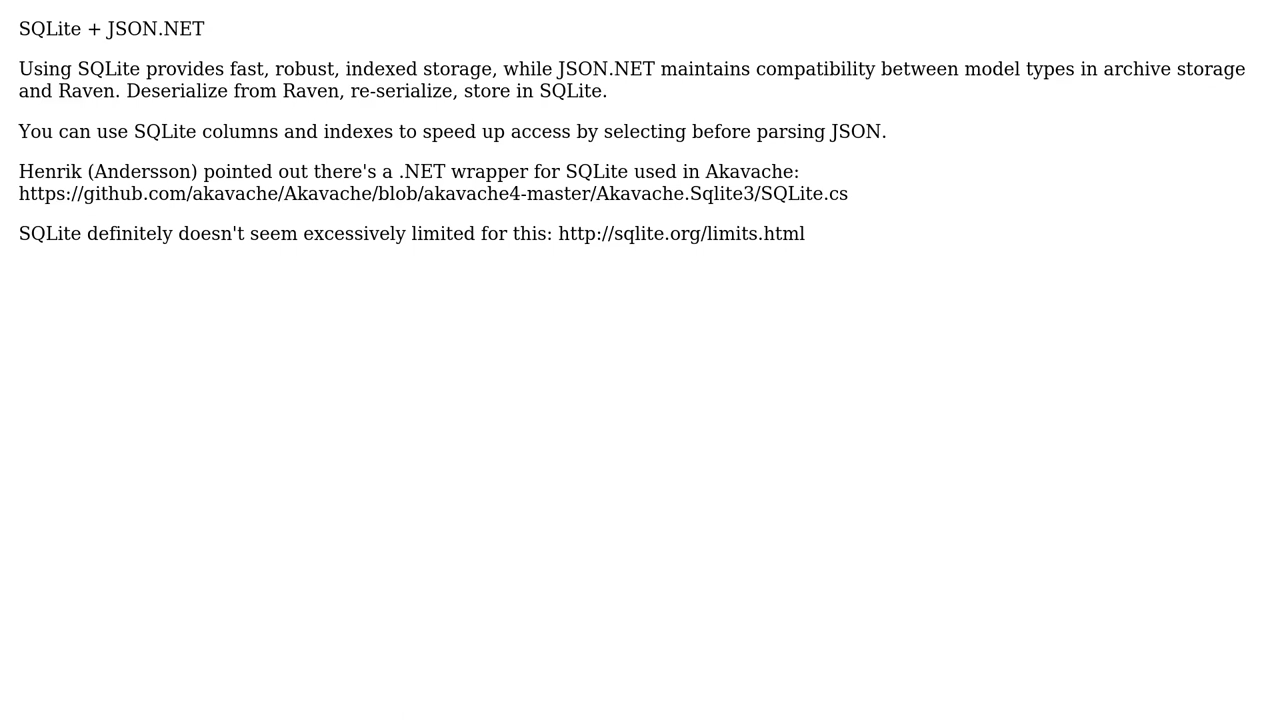 SQLite + JSON.NET
Using SQLite provides fast, robust, indexed storage, while JSON.NET maintains compatibility between model types in archive storage
and Raven. Deserialize from Raven, re-serialize, store in SQLite.
You can use SQLite columns and indexes to speed up access by selecting before parsing JSON.
Henrik (Andersson) pointed out there's a .NET wrapper for SQLite used in Akavache:
https://github.com/akavache/Akavache/blob/akavache4-master/Akavache.Sqlite3/SQLite.cs
SQLite definitely doesn't seem excessively limited for this: http://sqlite.org/limits.html